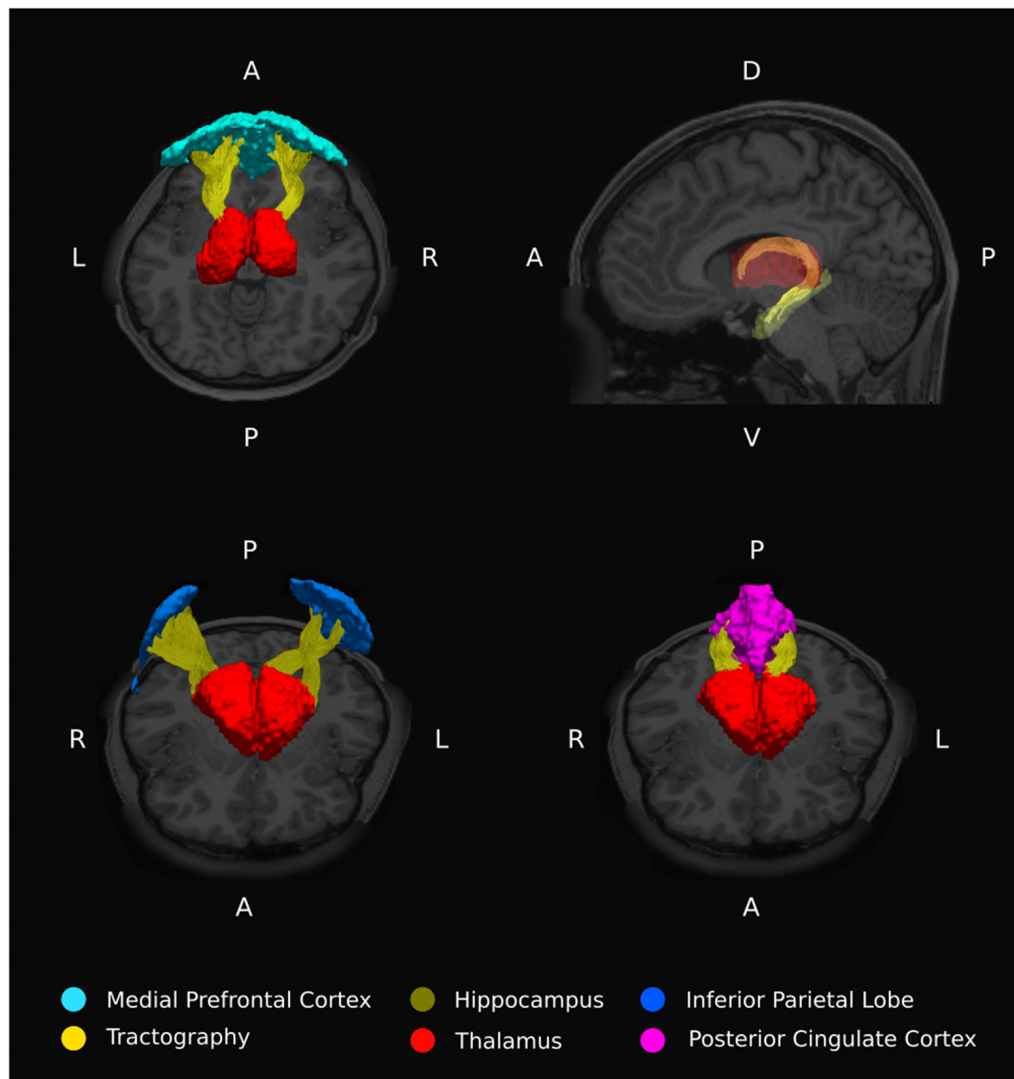 A
D
L
R
A
P
P
V
P
P
R
L
R
L
A
A
Medial Prefrontal Cortex
Hippocampus
Inferior Parietal Lobe
Tractography
Thalamus
Posterior Cingulate Cortex